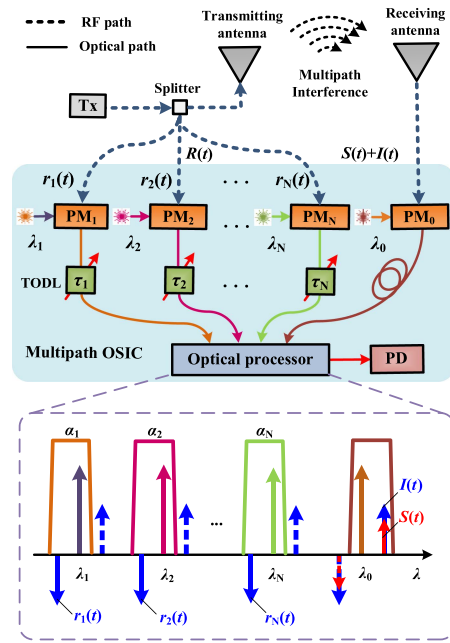 RF path
Optical path
Transmitting
antenna
Receiving
antenna
Multipath
Interference
Splitter
Tx
R(t)
S(t)+I(t)
r1(t)
r2(t)
. . .
rN(t)
PM1
PM2
. . .
PMN
PM0
λ1
λ2
λN
λ0
TODL
τ1
τ2
. . .
τN
Multipath OSIC
Optical processor
PD
α1
α2
αN
I(t)
S(t)
...
λ1
λ2
λN
λ0
λ
r1(t)
r2(t)
rN(t)